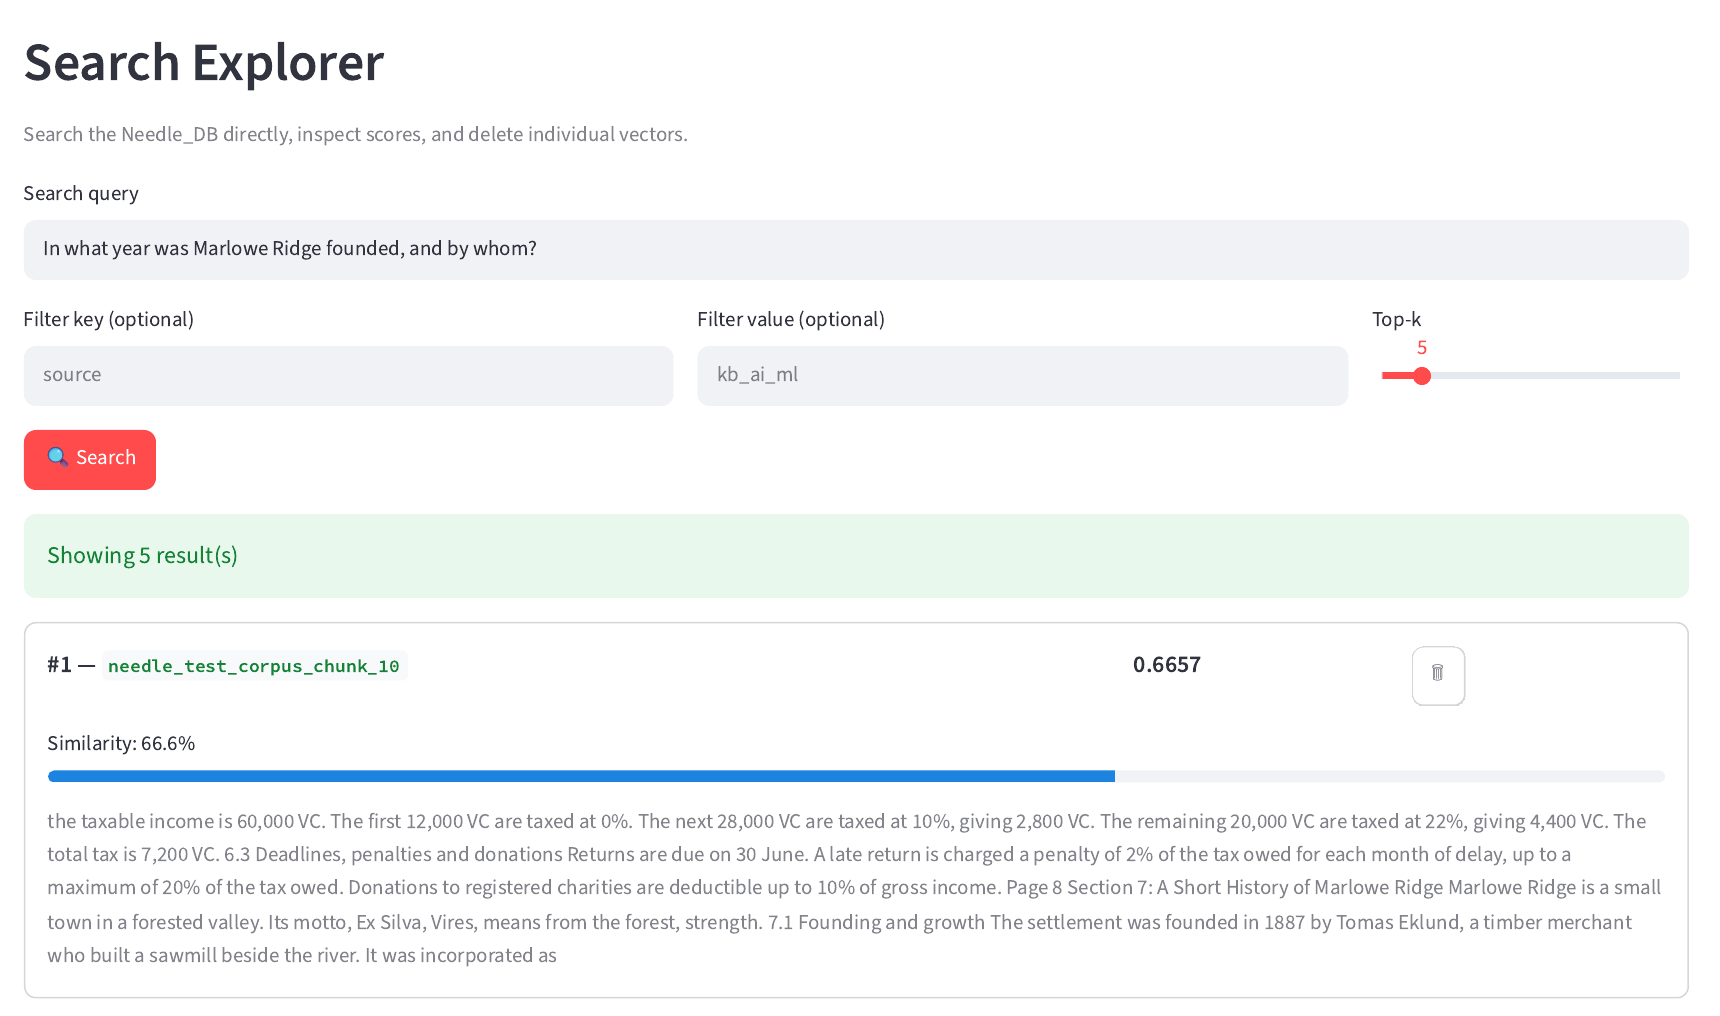 Search Explorer
Search the Needle_DB directly, inspect scores, and delete individual vectors.
Search query
In what year was Marlowe Ridge founded, and by whom?
Filter key (optional)
Filter value (optional)
Top-k
5
source
kb_ai_ml
Search
Showing 5 result(s)
#1 — needle_test_corpus_chunk_10
0.6657
Similarity: 66.6%
the taxable income is 60,000 VC. The first 12,000 VC are taxed at 0%. The next 28,000 VC are taxed at 10%, giving 2,800 VC. The remaining 20,000 VC are taxed at 22%, giving 4,400 VC. The
total tax is 7,200 VC. 6.3 Deadlines, penalties and donations Returns are due on 30 June. A late return is charged a penalty of 2% of the tax owed for each month of delay, up to a
maximum of 20% of the tax owed. Donations to registered charities are deductible up to 10% of gross income. Page 8 Section 7: A Short History of Marlowe Ridge Marlowe Ridge is a small
town in a forested valley. Its motto, Ex Silva, Vires, means from the forest, strength. 7.1 Founding and growth The settlement was founded in 1887 by Tomas Eklund, a timber merchant
who built a sawmill beside the river. It was incorporated as